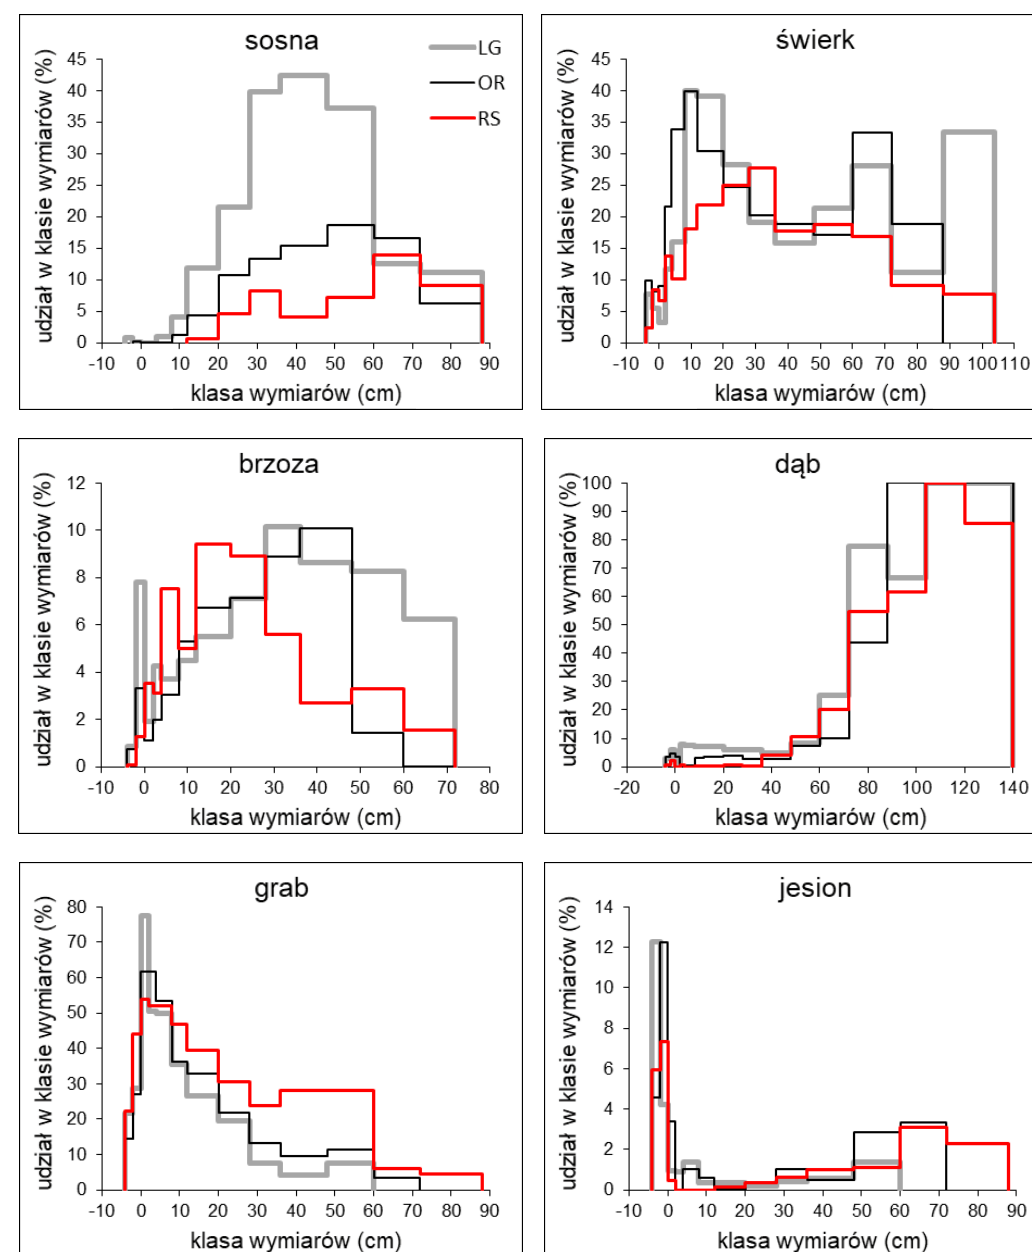 sosna
LG
OR
RS
udział w klasie wymiarów (%)
45
40
35
30
25
20
15
10
5
0
-10 0 10 20 30 40 50 60 70 80 90
klasa wymiarów (cm)
świerk
udział w klasie wymiarów (%)
45
40
35
30
25
20
15
10
5
0
-10 0 10 20 30 40 50 60 70 80 90 100 110
klasa wymiarów (cm)
brzoza
udział w klasie wymiarów (%)
12
10
8
6
4
2
0
-10 0 10 20 30 40 50 60 70 80
klasa wymiarów (cm)
dąb
udział w klasie wymiarów (%)
100
90
80
70
60
50
40
30
20
10
0
-20 0 20 40 60 80 100 120 140
klasa wymiarów (cm)
grab
udział w klasie wymiarów (%)
80
70
60
50
40
30
20
10
0
-10 0 10 20 30 40 50 60 70 80 90
klasa wymiarów (cm)
jesion
udział w klasie wymiarów (%)
14
12
10
8
6
4
2
0
-10 0 10 20 30 40 50 60 70 80 90
klasa wymiarów (cm)